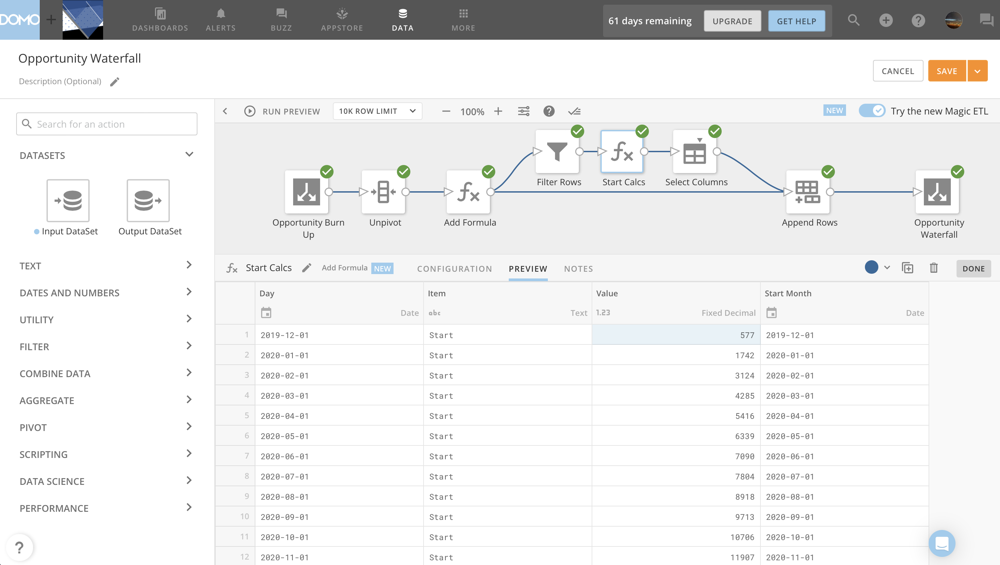 DOMO
DASHBOARDS
ALERTS
BUZZ
APPSTORE
DATA
MORE
61 days remaining
UPGRADE
GET HELP
Opportunity Waterfall
Description (Optional)
CANCEL
SAVE
Search for an action
DATASETS
Input DataSet
Output DataSet
TEXT
DATES AND NUMBERS
UTILITY
FILTER
COMBINE DATA
AGGREGATE
PIVOT
SCRIPTING
DATA SCIENCE
PERFORMANCE
?
RUN PREVIEW
10K ROW LIMIT
100%
?
NEW
Try the new Magic ETL
Opportunity Burn
Up
Unpivot
Add Formula
Filter Rows
Start Calcs
Select Columns
Append Rows
Opportunity
Waterfall
fx Start Calcs
Add Formula NEW
CONFIGURATION
PREVIEW
NOTES
DONE
Day Item Value Start Month
Date abc Text 1.23 Fixed Decimal Date
1 2019-12-01 Start 577 2019-12-01
2 2020-01-01 Start 1742 2020-01-01
3 2020-02-01 Start 3124 2020-02-01
4 2020-03-01 Start 4285 2020-03-01
5 2020-04-01 Start 5416 2020-04-01
6 2020-05-01 Start 6339 2020-05-01
7 2020-06-01 Start 7090 2020-06-01
8 2020-07-01 Start 7804 2020-07-01
9 2020-08-01 Start 8918 2020-08-01
10 2020-09-01 Start 9713 2020-09-01
11 2020-10-01 Start 10706 2020-10-01
12 2020-11-01 Start 11907 2020-11-01